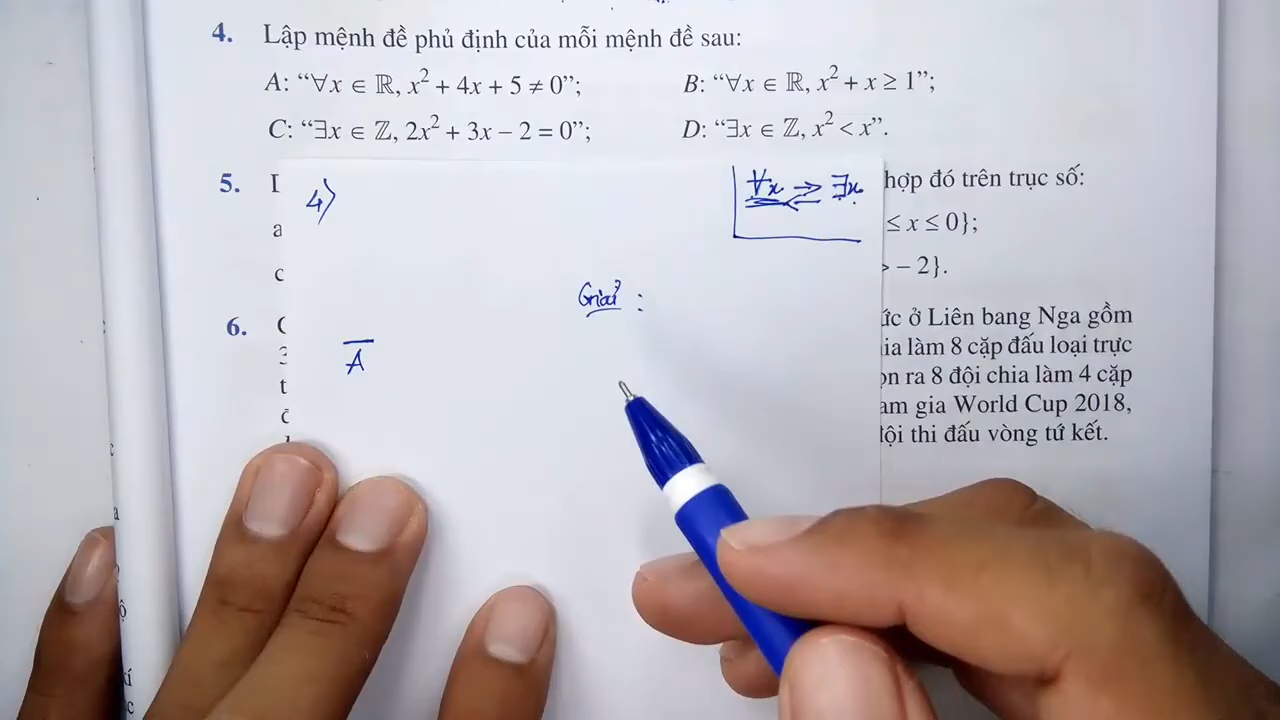 4. Lập mệnh đề phủ định của mỗi mệnh đề sau:
A: “∀x ∈ ℝ, x² + 4x + 5 ≠ 0”; B: “∀x ∈ ℝ, x² + x ≥ 1”;
C: “∃x ∈ ℤ, 2x² + 3x − 2 = 0”; D: “∃x ∈ ℤ, x² < x”.
5. hợp đó trên trục số:
4) ∀x ⇄ ∃x
a ≤ x ≤ 0};
c > − 2}.
Giải :
6. ức ở Liên bang Nga gồm
A̅ ia làm 8 cặp đấu loại trực
t ọn ra 8 đội chia làm 4 cặp
đ am gia World Cup 2018,
đội thi đấu vòng tứ kết.